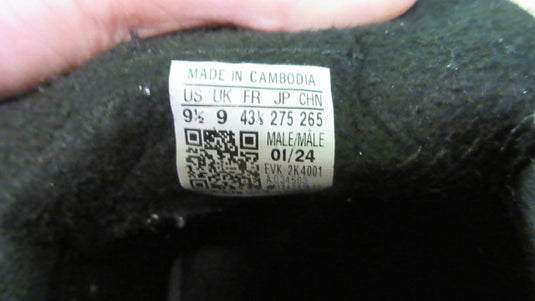 MADE IN CAMBODIA
US UK FR JP CHN
9½ 9 43⅓ 275 265
MALE/MÂLE
01/24
EVK 2K4001